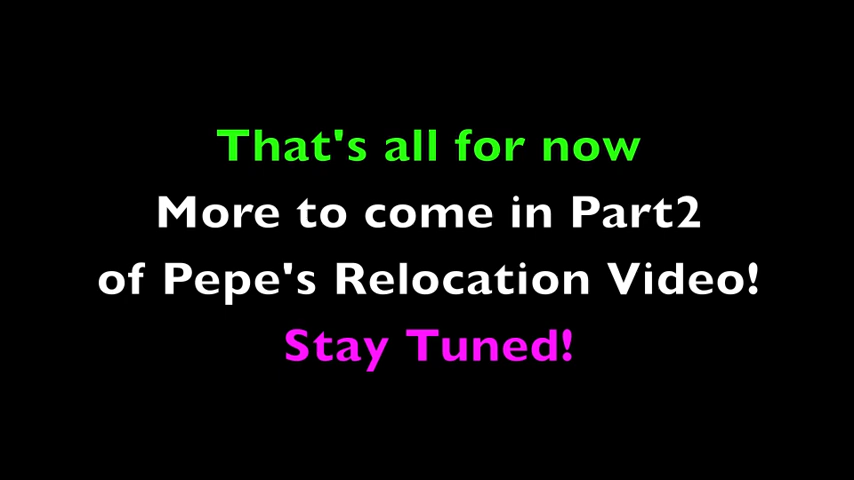 That's all for now
More to come in Part2
of Pepe's Relocation Video!
Stay Tuned!